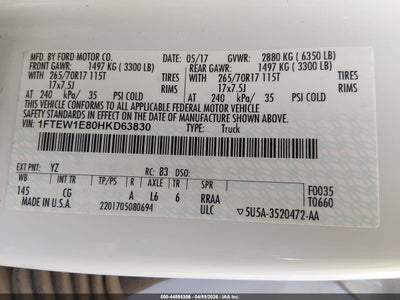 MFD. BY FORD MOTOR CO. 05/17 GVWR: 2880 KG ( 6350 LB)
FRONT GAWR: 1497 KG ( 3300 LB) REAR GAWR: 1497 KG ( 3300 LB)
WITH WITH
265/70R17 115T TIRES 265/70R17 115T TIRES
17x7.5J RIMS 17x7.5J RIMS
AT 240 kPa/ 35 PSI COLD AT 240 kPa/ 35 PSI COLD
THIS VEHICLE CONFORMS TO ALL APPLICABLE FEDERAL MOTOR VEHICLE
SAFETY STANDARDS IN EFFECT ON THE DATE OF MANUFACTURE SHOWN ABOVE.
VIN: 1FTEW1E80HKD63830 TYPE: Truck
EXT PNT: YZ RC: 83 DSO:
WB INT TR TP/PS R AXLE TR SPR F0035
145 CG A L6 6 RRAA T0660
MADE IN U.S.A. ULC
2201705080694 5U5A-3520472-AA
000-44591358 - 04/11/2026 - IAAI.COM